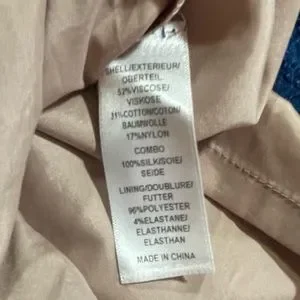 SHELL/EXTERIEUR/
OBERTEIL
52%VISCOSE/
VISKOSE
31%COTTON/COTON/
BAUMWOLLE
17%NYLON
COMBO
100%SILK/SOIE/
SEIDE
LINING/DOUBLURE/
FUTTER
96%POLYESTER
4%ELASTANE/
ELASTHANNE/
ELASTHAN
MADE IN CHINA